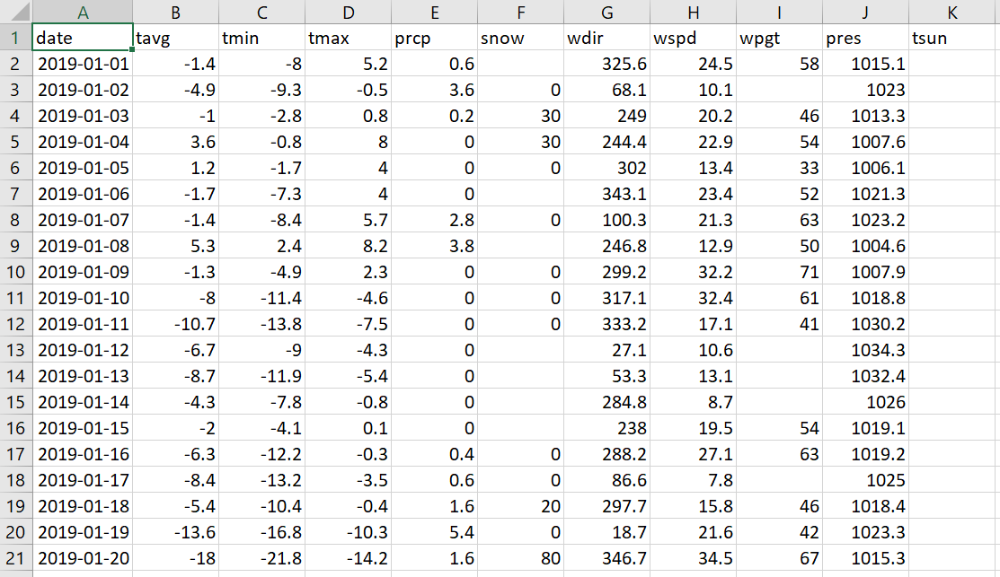 A B C D E F G H I J K
1 date tavg tmin tmax prcp snow wdir wspd wpgt pres tsun
2 2019-01-01 -1.4 -8 5.2 0.6 325.6 24.5 58 1015.1
3 2019-01-02 -4.9 -9.3 -0.5 3.6 0 68.1 10.1 1023
4 2019-01-03 -1 -2.8 0.8 0.2 30 249 20.2 46 1013.3
5 2019-01-04 3.6 -0.8 8 0 30 244.4 22.9 54 1007.6
6 2019-01-05 1.2 -1.7 4 0 0 302 13.4 33 1006.1
7 2019-01-06 -1.7 -7.3 4 0 343.1 23.4 52 1021.3
8 2019-01-07 -1.4 -8.4 5.7 2.8 0 100.3 21.3 63 1023.2
9 2019-01-08 5.3 2.4 8.2 3.8 246.8 12.9 50 1004.6
10 2019-01-09 -1.3 -4.9 2.3 0 0 299.2 32.2 71 1007.9
11 2019-01-10 -8 -11.4 -4.6 0 0 317.1 32.4 61 1018.8
12 2019-01-11 -10.7 -13.8 -7.5 0 0 333.2 17.1 41 1030.2
13 2019-01-12 -6.7 -9 -4.3 0 27.1 10.6 1034.3
14 2019-01-13 -8.7 -11.9 -5.4 0 53.3 13.1 1032.4
15 2019-01-14 -4.3 -7.8 -0.8 0 284.8 8.7 1026
16 2019-01-15 -2 -4.1 0.1 0 238 19.5 54 1019.1
17 2019-01-16 -6.3 -12.2 -0.3 0.4 0 288.2 27.1 63 1019.2
18 2019-01-17 -8.4 -13.2 -3.5 0.6 0 86.6 7.8 1025
19 2019-01-18 -5.4 -10.4 -0.4 1.6 20 297.7 15.8 46 1018.4
20 2019-01-19 -13.6 -16.8 -10.3 5.4 0 18.7 21.6 42 1023.3
21 2019-01-20 -18 -21.8 -14.2 1.6 80 346.7 34.5 67 1015.3